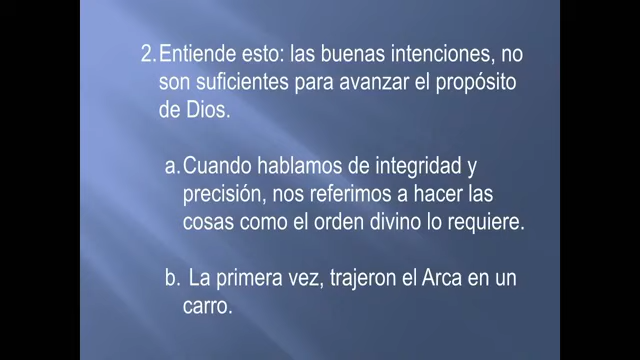 2. Entiende esto: las buenas intenciones, no
son suficientes para avanzar el propósito
de Dios.
a. Cuando hablamos de integridad y
precisión, nos referimos a hacer las
cosas como el orden divino lo requiere.
b. La primera vez, trajeron el Arca en un
carro.